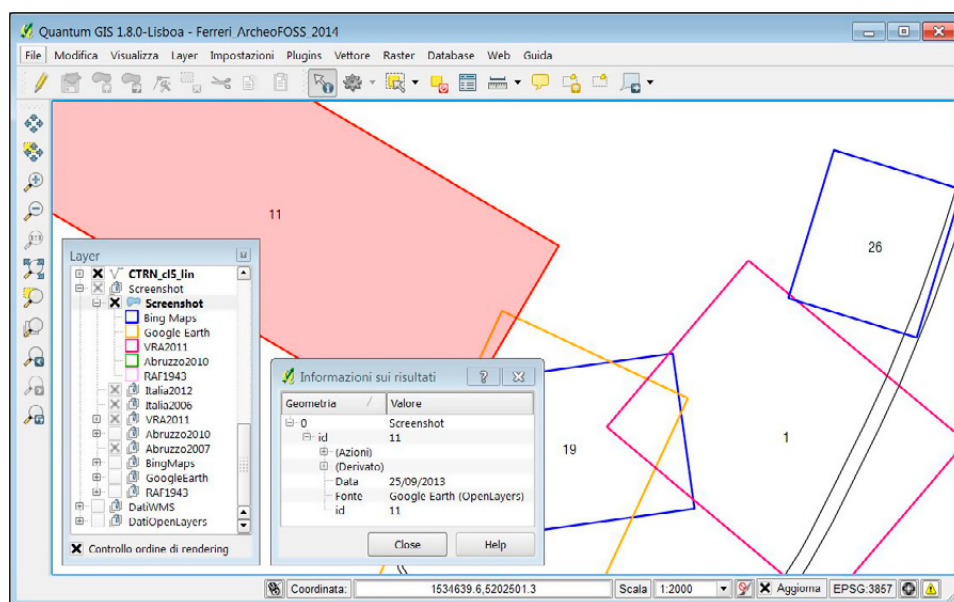 Quantum GIS 1.8.0-Lisboa - Ferreri_ArcheoFOSS_2014
File Modifica Visualizza Layer Impostazioni Plugins Vettore Raster Database Web Guida
11
26
1
19
Layer
CTRN_cl5_lin
Screenshot
Screenshot
Bing Maps
Google Earth
VRA2011
Abruzzo2010
RAF1943
Italia2012
Italia2006
VRA2011
Abruzzo2010
Abruzzo2007
BingMaps
GoogleEarth
RAF1943
DatiWMS
DatiOpenLayers
Controllo ordine di rendering
Informazioni sui risultati
Geometria Valore
0 Screenshot
id 11
(Azioni)
(Derivato)
Data 25/09/2013
Fonte Google Earth (OpenLayers)
id 11
Close Help
Coordinata: 1534639.6,5202501.3 Scala 1:2000 Aggiorna EPSG:3857